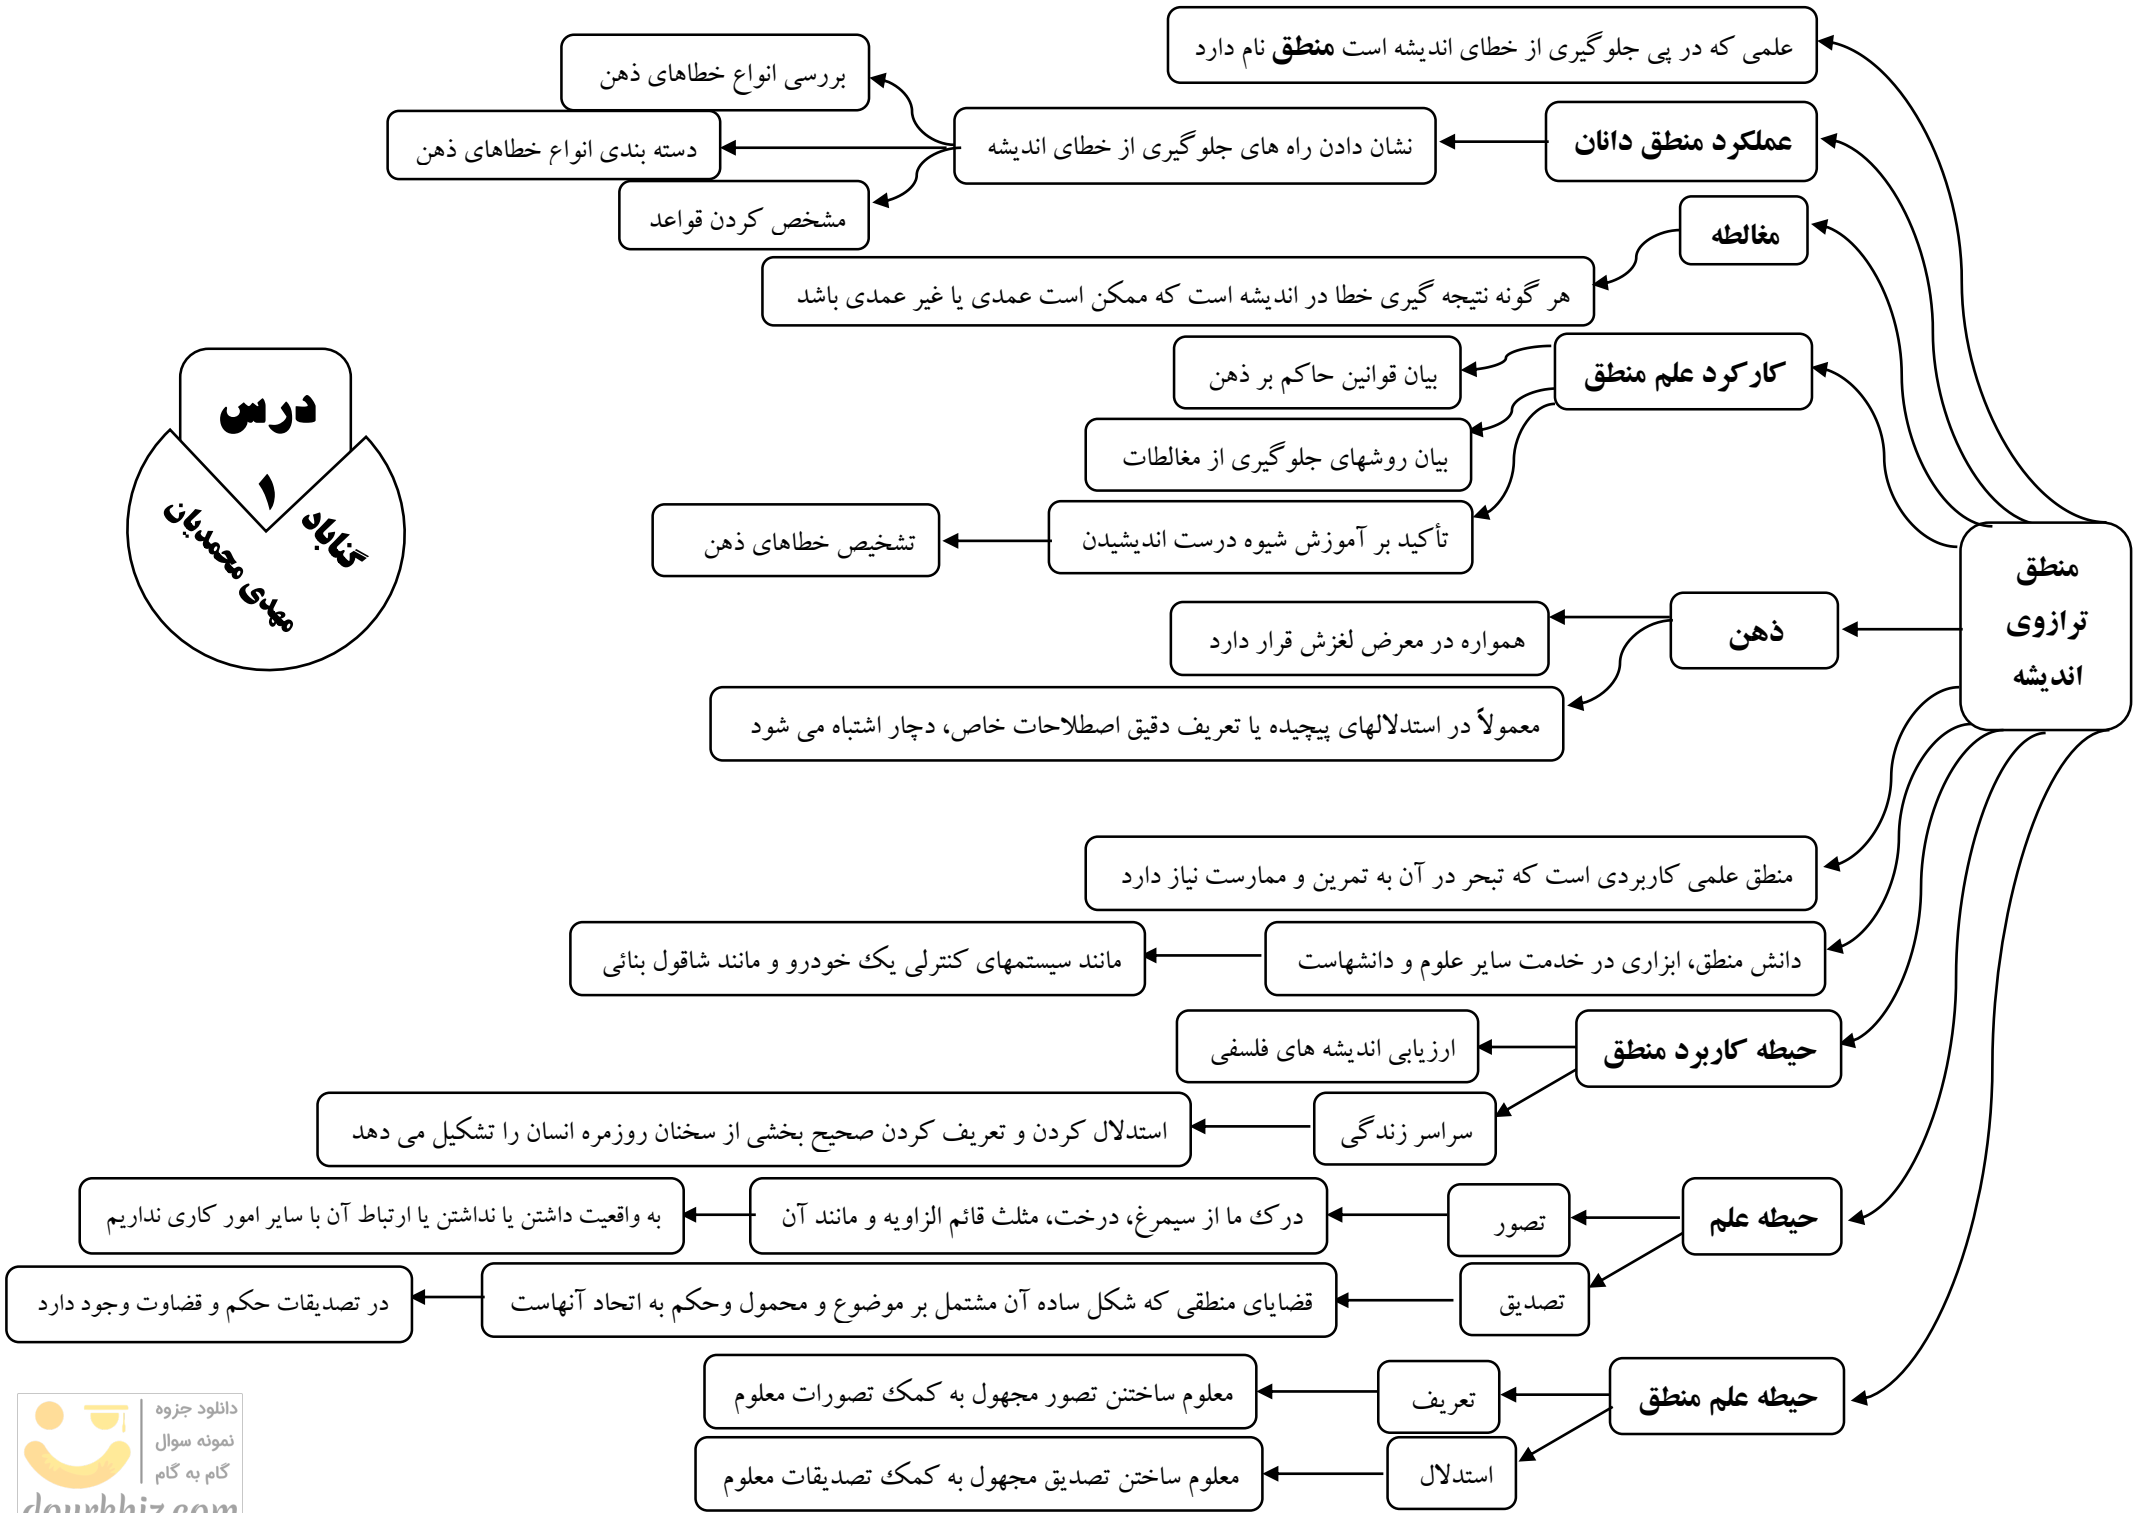 علمی که در پی جلوگیری از خطای اندیشه است منطق نام دارد
عملکرد منطق دانان
نشان دادن راه های جلوگیری از خطای اندیشه
بررسی انواع خطاهای ذهن
دسته بندی انواع خطاهای ذهن
مشخص کردن قواعد
مغالطه
هر گونه نتیجه گیری خطا در اندیشه است که ممکن است عمدی یا غیر عمدی باشد
کارکرد علم منطق
بیان قوانین حاکم بر ذهن
بیان روشهای جلوگیری از مغالطات
تأکید بر آموزش شیوه درست اندیشیدن
تشخیص خطاهای ذهن
درس
۱
گناباد
مهدی محمدیان
منطق
ترازوی
اندیشه
ذهن
همواره در معرض لغزش قرار دارد
معمولاً در استدلالهای پیچیده یا تعریف دقیق اصطلاحات خاص، دچار اشتباه می شود
منطق علمی کاربردی است که تبحر در آن به تمرین و ممارست نیاز دارد
دانش منطق، ابزاری در خدمت سایر علوم و دانشهاست
مانند سیستمهای کنترلی یک خودرو و مانند شاقول بنائی
حیطه کاربرد منطق
ارزیابی اندیشه های فلسفی
سراسر زندگی
استدلال کردن و تعریف کردن صحیح بخشی از سخنان روزمره انسان را تشکیل می دهد
حیطه علم
تصور
درک ما از سیمرغ، درخت، مثلث قائم الزاویه و مانند آن
به واقعیت داشتن یا نداشتن یا ارتباط آن با سایر امور کاری نداریم
تصدیق
قضایای منطقی که شکل ساده آن مشتمل بر موضوع و محمول وحکم به اتحاد آنهاست
در تصدیقات حکم و قضاوت وجود دارد
حیطه علم منطق
تعریف
معلوم ساختنن تصور مجهول به کمک تصورات معلوم
استدلال
معلوم ساختن تصدیق مجهول به کمک تصدیقات معلوم
دانلود جزوه
نمونه سوال
گام به گام
dourkhiz.com